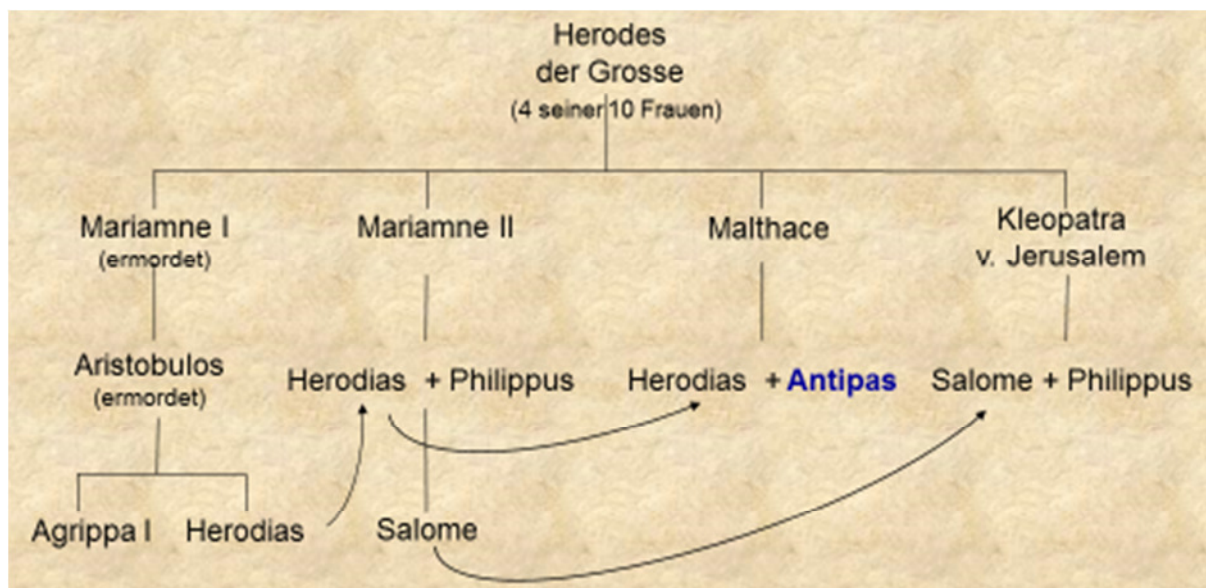 Herodes
der Grosse
(4 seiner 10 Frauen)
Mariamne I
(ermordet)
Mariamne II
Malthace
Kleopatra
v. Jerusalem
Aristobulos
(ermordet)
Herodias + Philippus
Herodias + Antipas
Salome + Philippus
Agrippa I
Herodias
Salome